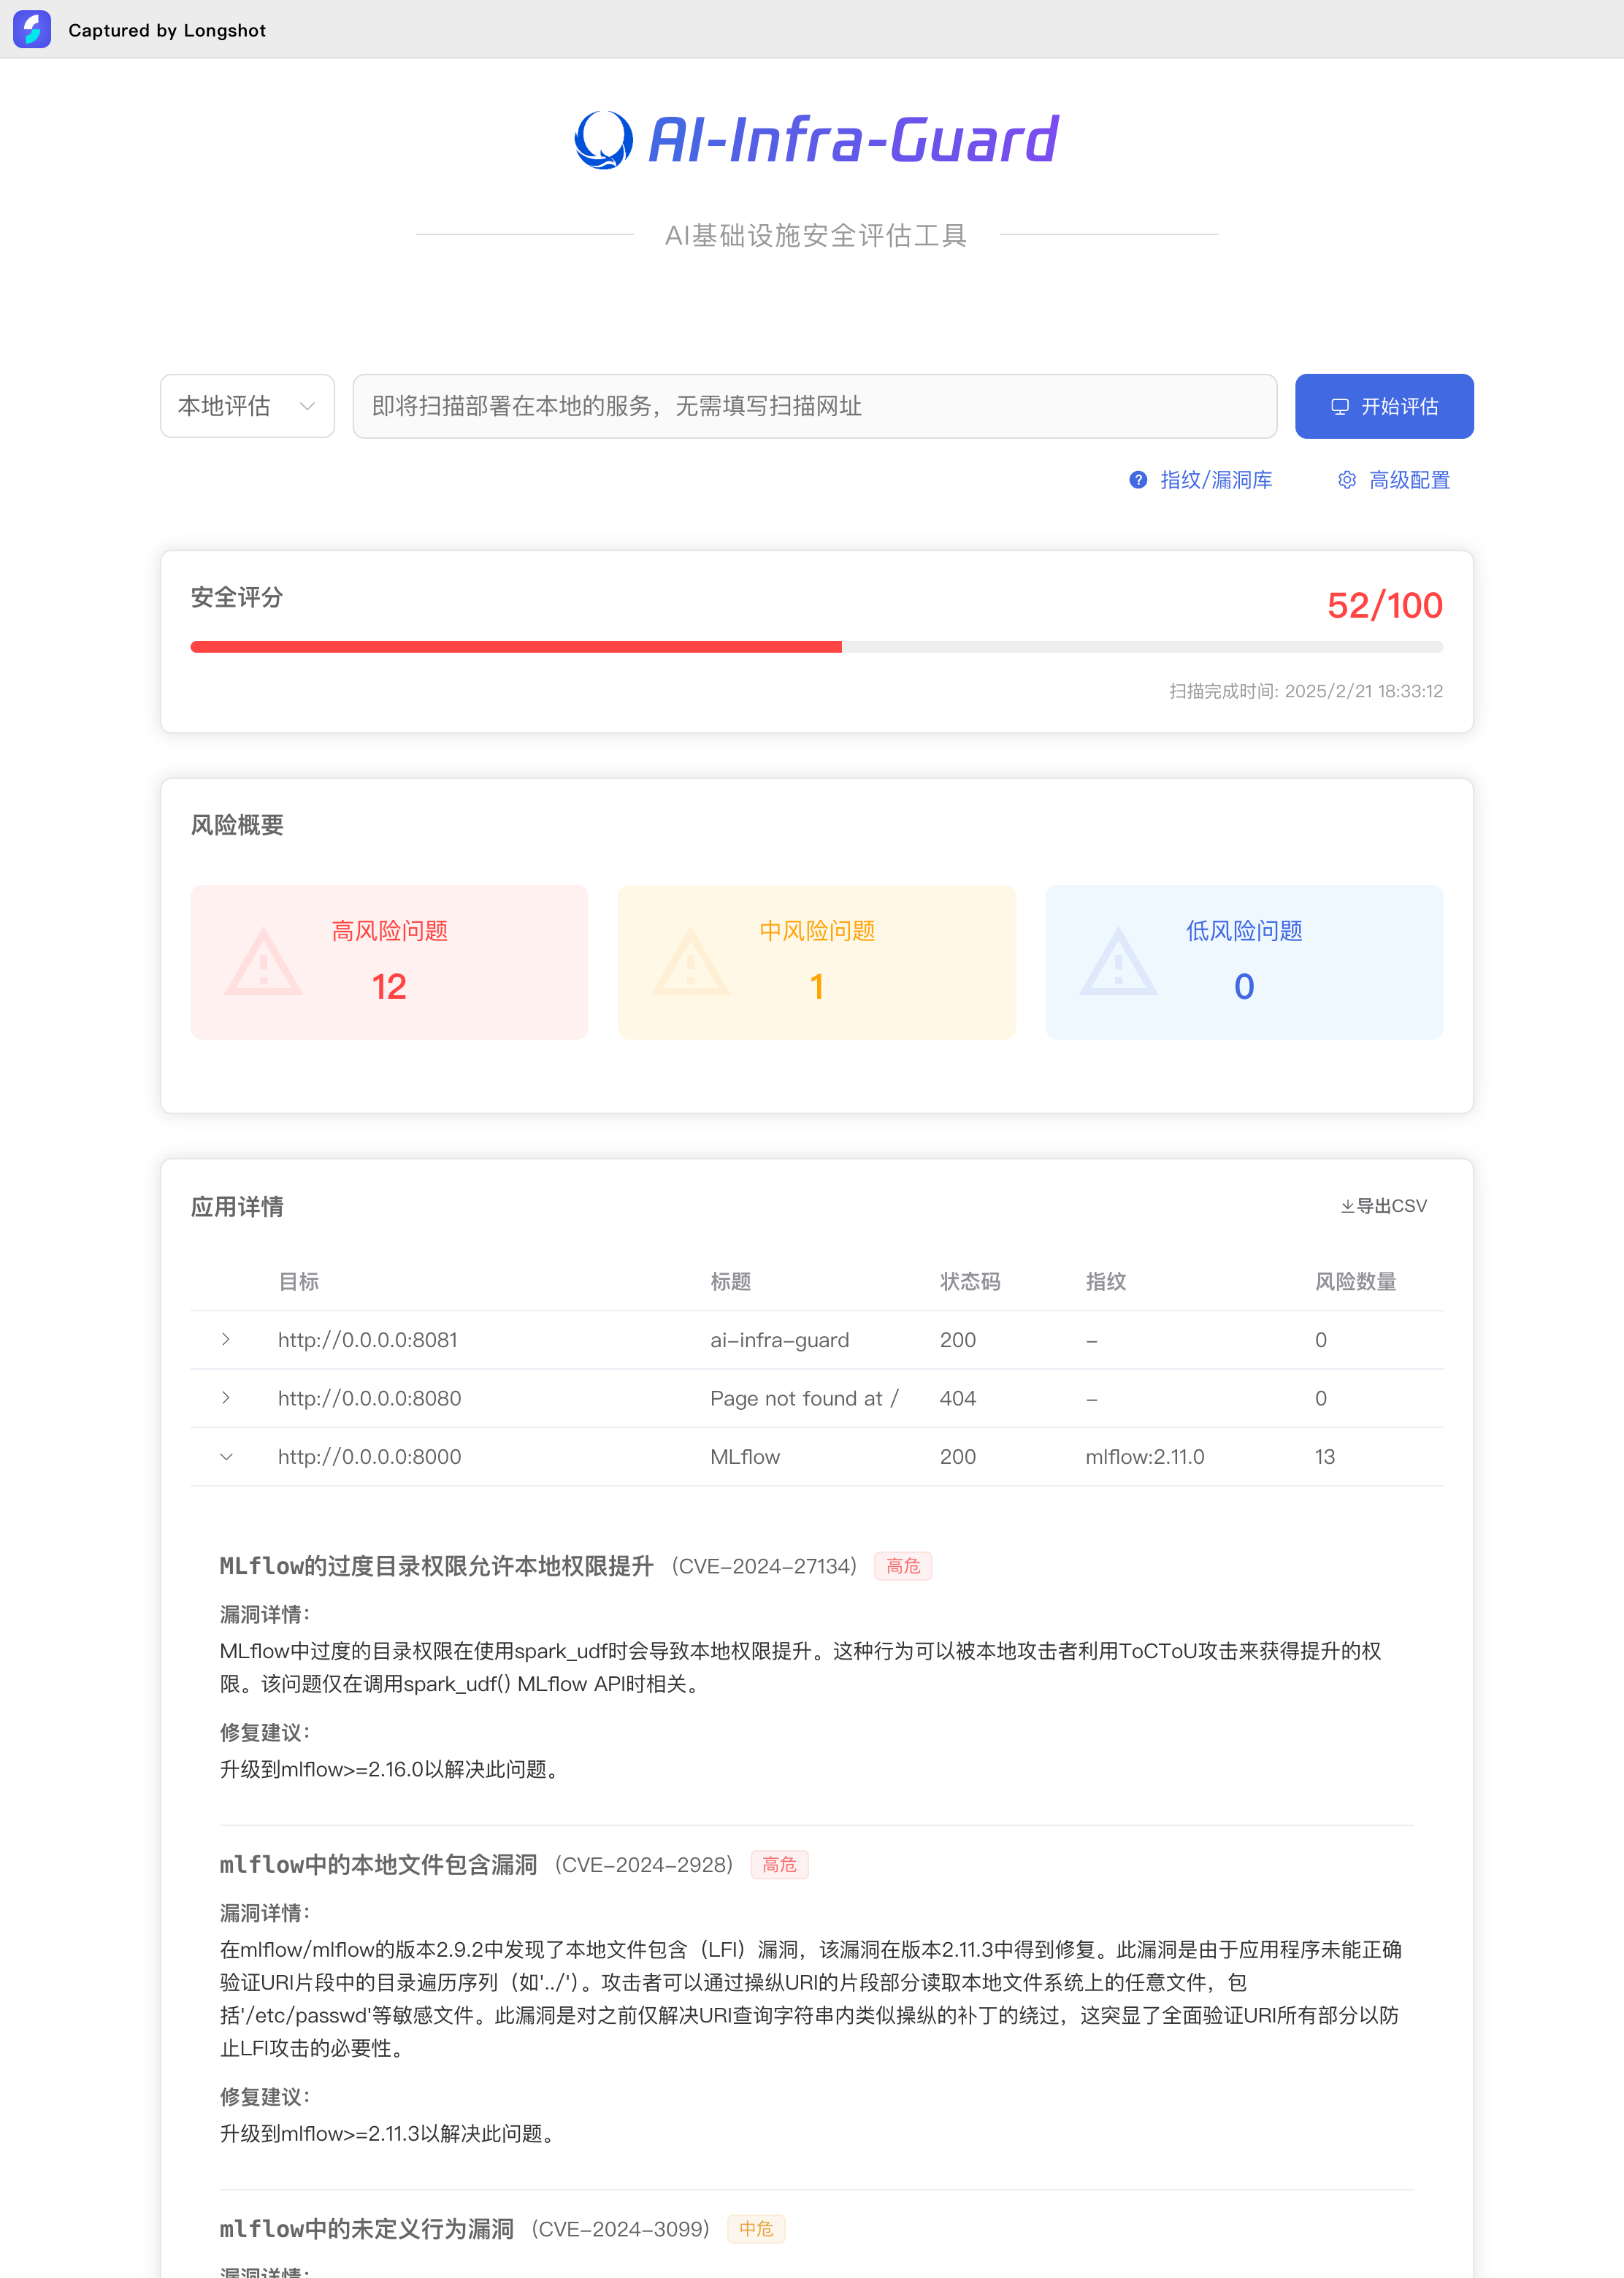 Captured by Longshot
AI-Infra-Guard
AI基础设施安全评估工具
本地评估
即将扫描部署在本地的服务，无需填写扫描网址
开始评估
指纹/漏洞库
高级配置
安全评分
52/100
扫描完成时间: 2025/2/21 18:33:12
风险概要
高风险问题
12
中风险问题
1
低风险问题
0
应用详情
导出CSV
目标 标题 状态码 指纹 风险数量
http://0.0.0.0:8081 ai-infra-guard 200 - 0
http://0.0.0.0:8080 Page not found at / 404 - 0
http://0.0.0.0:8000 MLflow 200 mlflow:2.11.0 13
MLflow的过度目录权限允许本地权限提升 (CVE-2024-27134) 高危
漏洞详情：
MLflow中过度的目录权限在使用spark_udf时会导致本地权限提升。这种行为可以被本地攻击者利用ToCToU攻击来获得提升的权
限。该问题仅在调用spark_udf() MLflow API时相关。
修复建议：
升级到mlflow>=2.16.0以解决此问题。
mlflow中的本地文件包含漏洞 (CVE-2024-2928) 高危
漏洞详情：
在mlflow/mlflow的版本2.9.2中发现了本地文件包含（LFI）漏洞，该漏洞在版本2.11.3中得到修复。此漏洞是由于应用程序未能正确
验证URI片段中的目录遍历序列（如'../'）。攻击者可以通过操纵URI的片段部分读取本地文件系统上的任意文件，包
括'/etc/passwd'等敏感文件。此漏洞是对之前仅解决URI查询字符串内类似操纵的补丁的绕过，这突显了全面验证URI所有部分以防
止LFI攻击的必要性。
修复建议：
升级到mlflow>=2.11.3以解决此问题。
mlflow中的未定义行为漏洞 (CVE-2024-3099) 中危
漏洞详情：